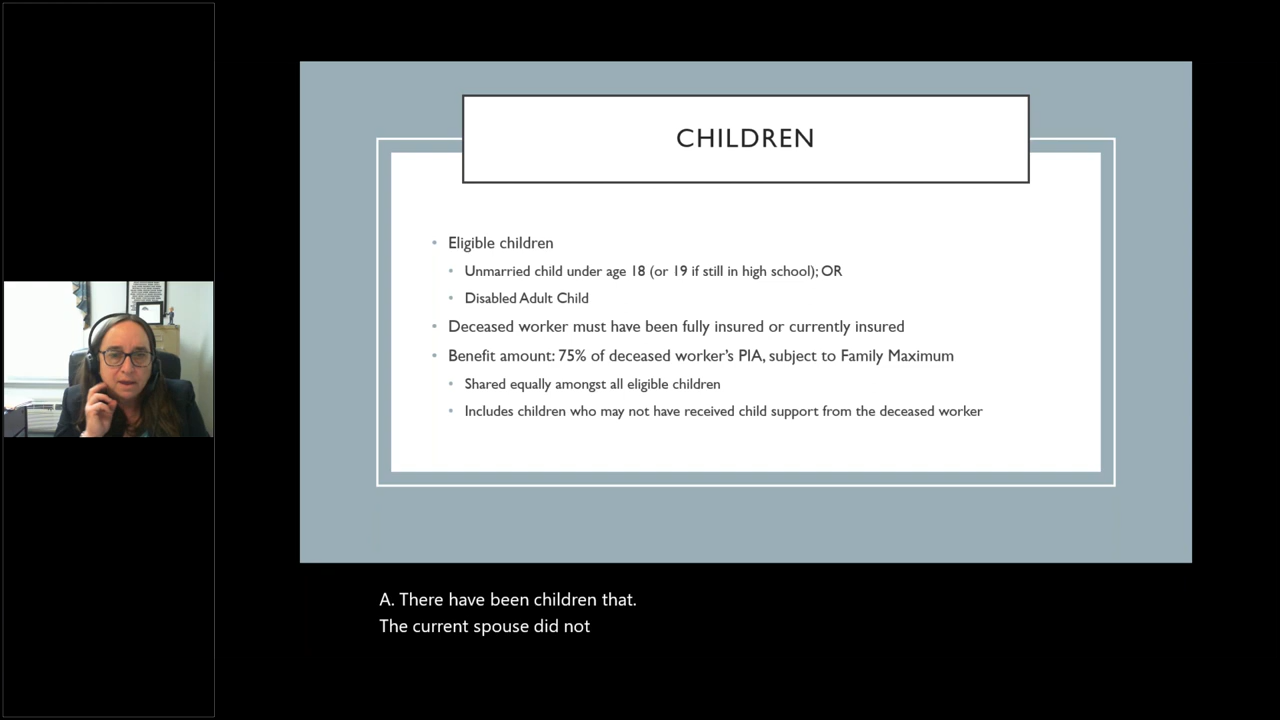 CHILDREN
• Eligible children
• Unmarried child under age 18 (or 19 if still in high school); OR
• Disabled Adult Child
• Deceased worker must have been fully insured or currently insured
• Benefit amount: 75% of deceased worker's PIA, subject to Family Maximum
• Shared equally amongst all eligible children
• Includes children who may not have received child support from the deceased worker
A. There have been children that.
The current spouse did not